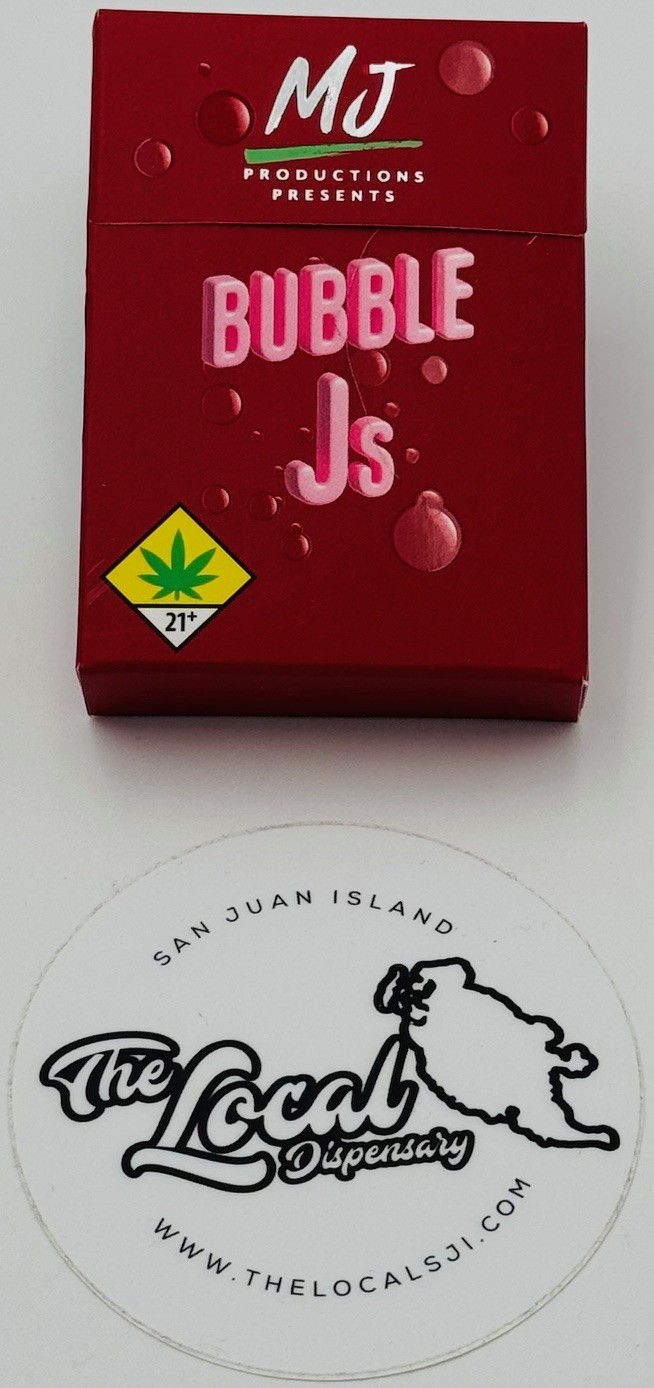 MJ
PRODUCTIONS
PRESENTS
BUBBLE
Js
21+
SAN JUAN ISLAND
The Local
Dispensary
WWW.THELOCALSJI.COM